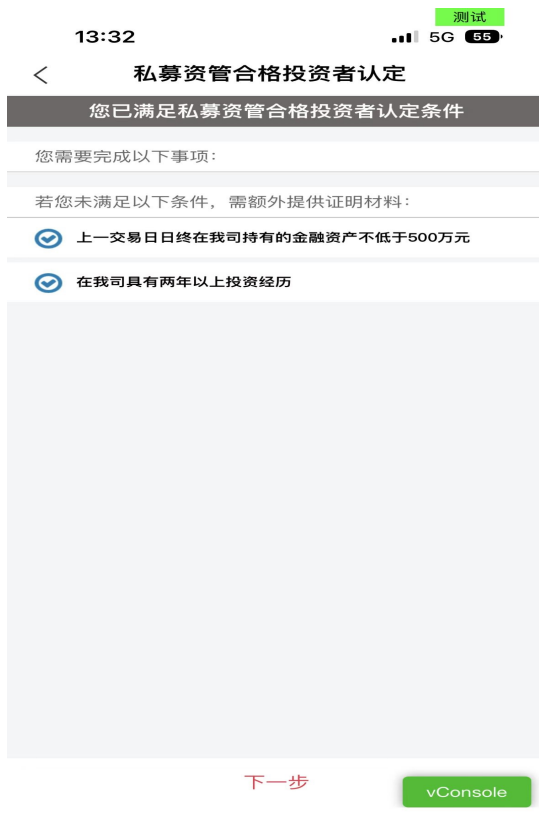 测试
13:32
5G 55
私募资管合格投资者认定
您已满足私募资管合格投资者认定条件
您需要完成以下事项:
若您未满足以下条件，需额外提供证明材料:
上一交易日日终在我司持有的金融资产不低于500万元
在我司具有两年以上投资经历
下一步
vConsole